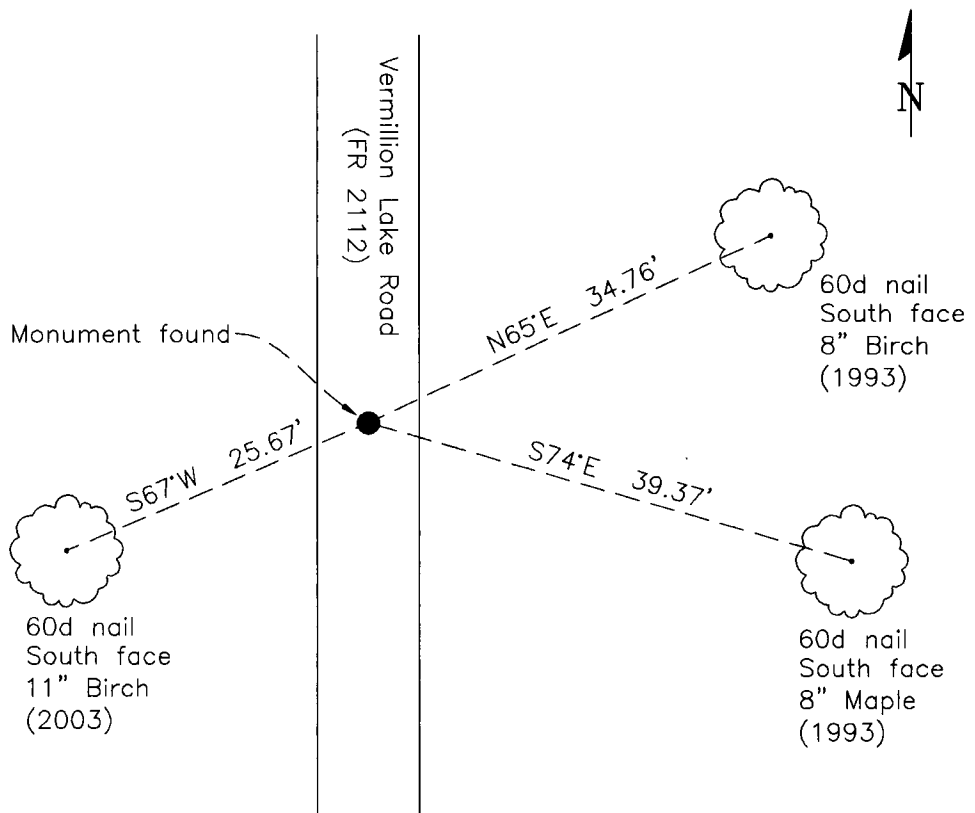 N
Vermillion Lake Road
(FR 2112)
Monument found
N65°E 34.76'
60d nail
South face
8" Birch
(1993)
S67°W 25.67'
S74°E 39.37'
60d nail
South face
11" Birch
(2003)
60d nail
South face
8" Maple
(1993)